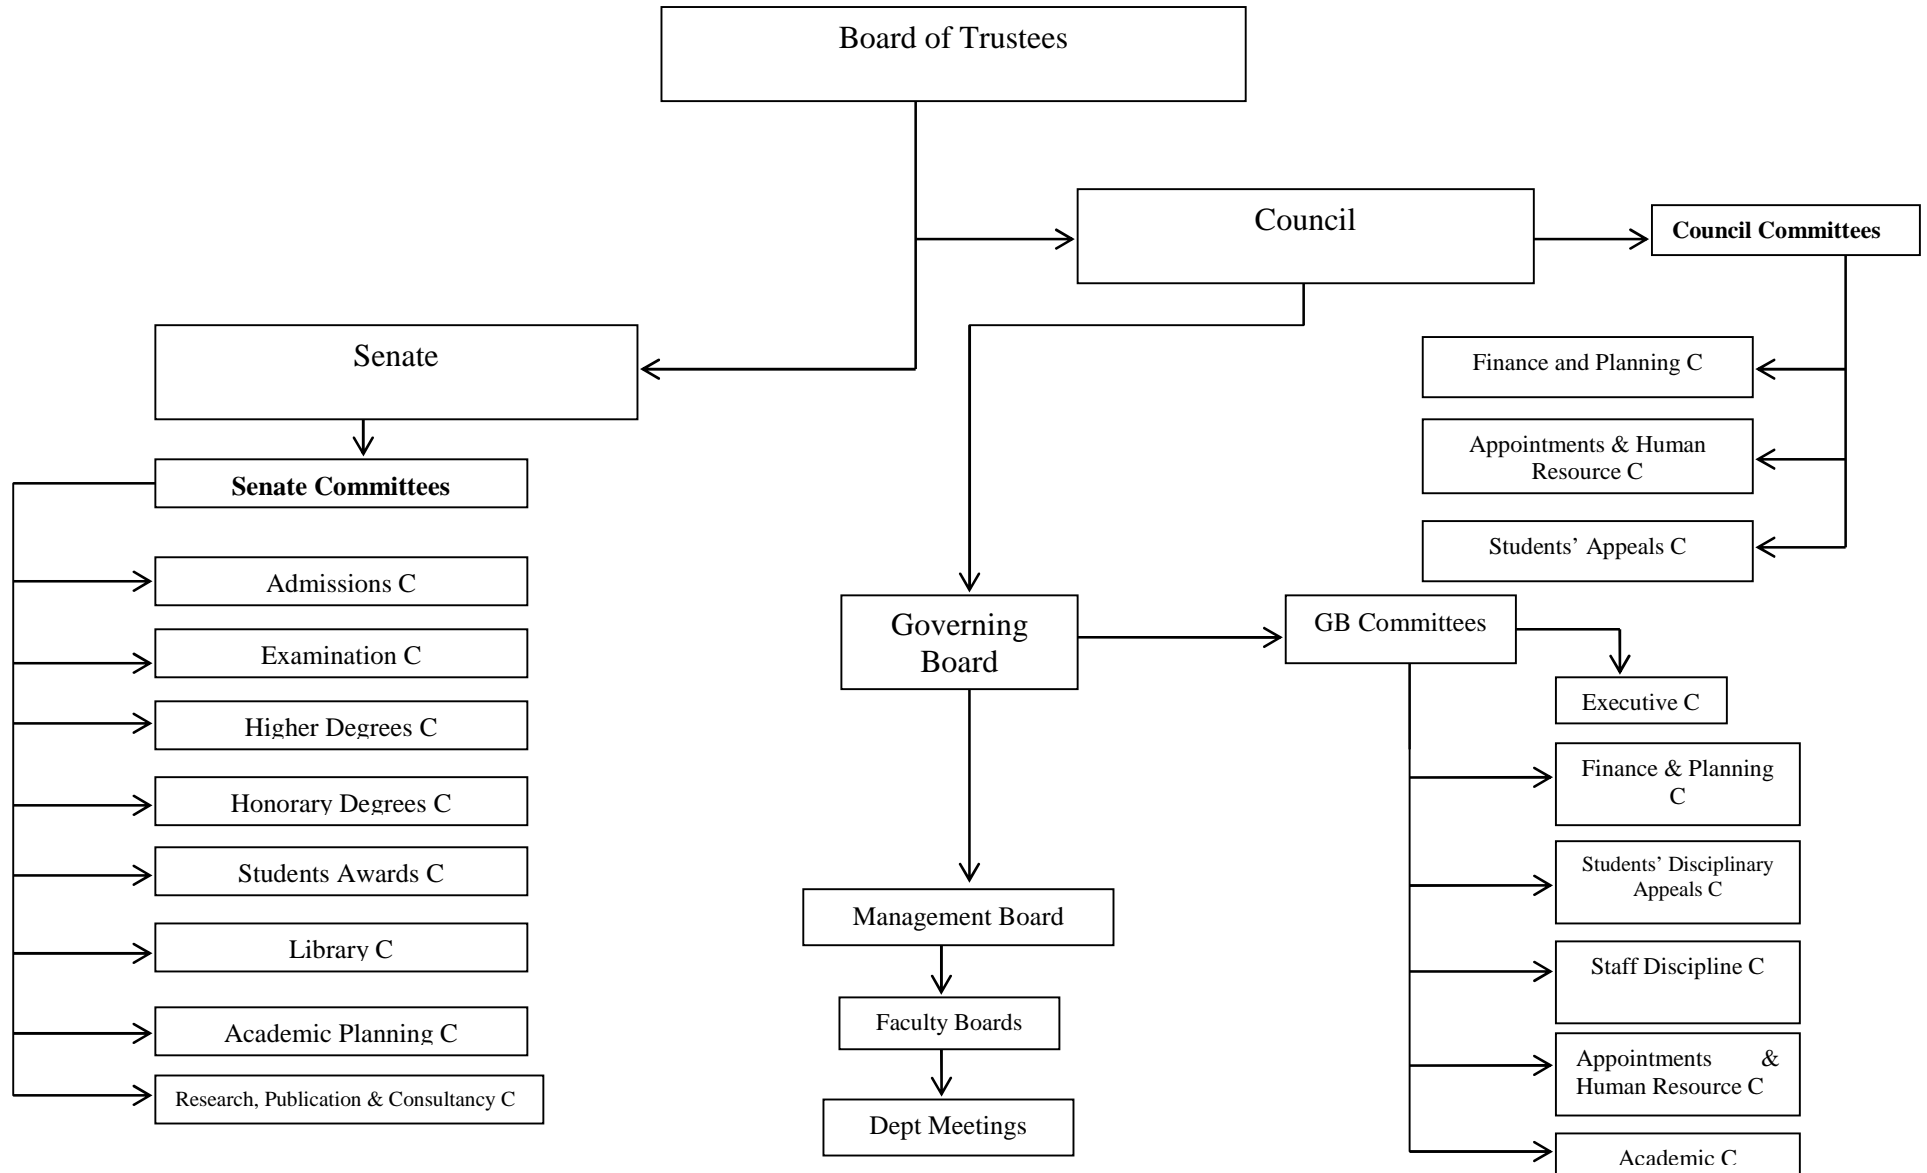 Board of Trustees
Council
Council Committees
Senate
Finance and Planning C
Appointments & Human
Resource C
Senate Committees
Students’ Appeals C
Admissions C
Examination C
Higher Degrees C
Honorary Degrees C
Students Awards C
Library C
Academic Planning C
Research, Publication & Consultancy C
Governing
Board
Management Board
Faculty Boards
Dept Meetings
GB Committees
Executive C
Finance & Planning
C
Students’ Disciplinary
Appeals C
Staff Discipline C
Appointments &
Human Resource C
Academic C